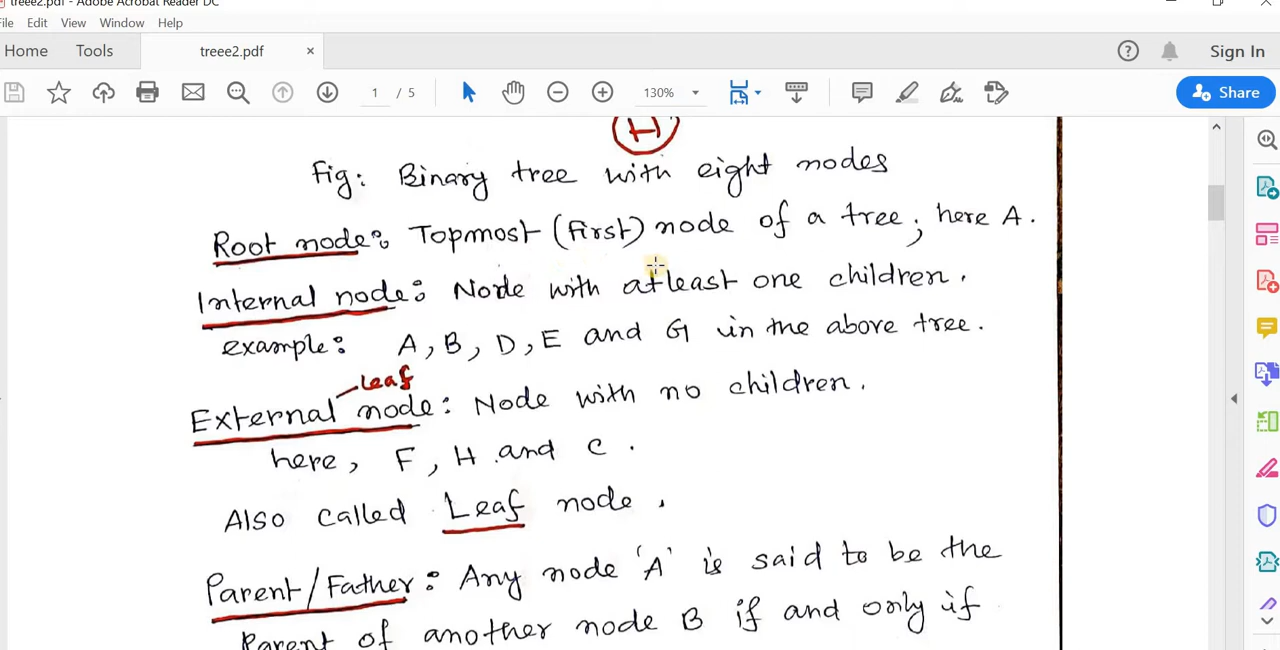 treee2.pdf - Adobe Acrobat Reader DC
File Edit View Window Help
Home Tools treee2.pdf × Sign In
1 / 5 130% Share
H
Fig: Binary tree with eight nodes
Root node: Topmost (first) node of a tree; here A.
Internal node: Node with atleast one children.
example: A, B, D, E and G in the above tree.
leaf
External node: Node with no children.
here, F, H and C.
Also called Leaf node.
Parent/Father: Any node 'A' is said to be the
Parent of another node B if and only if